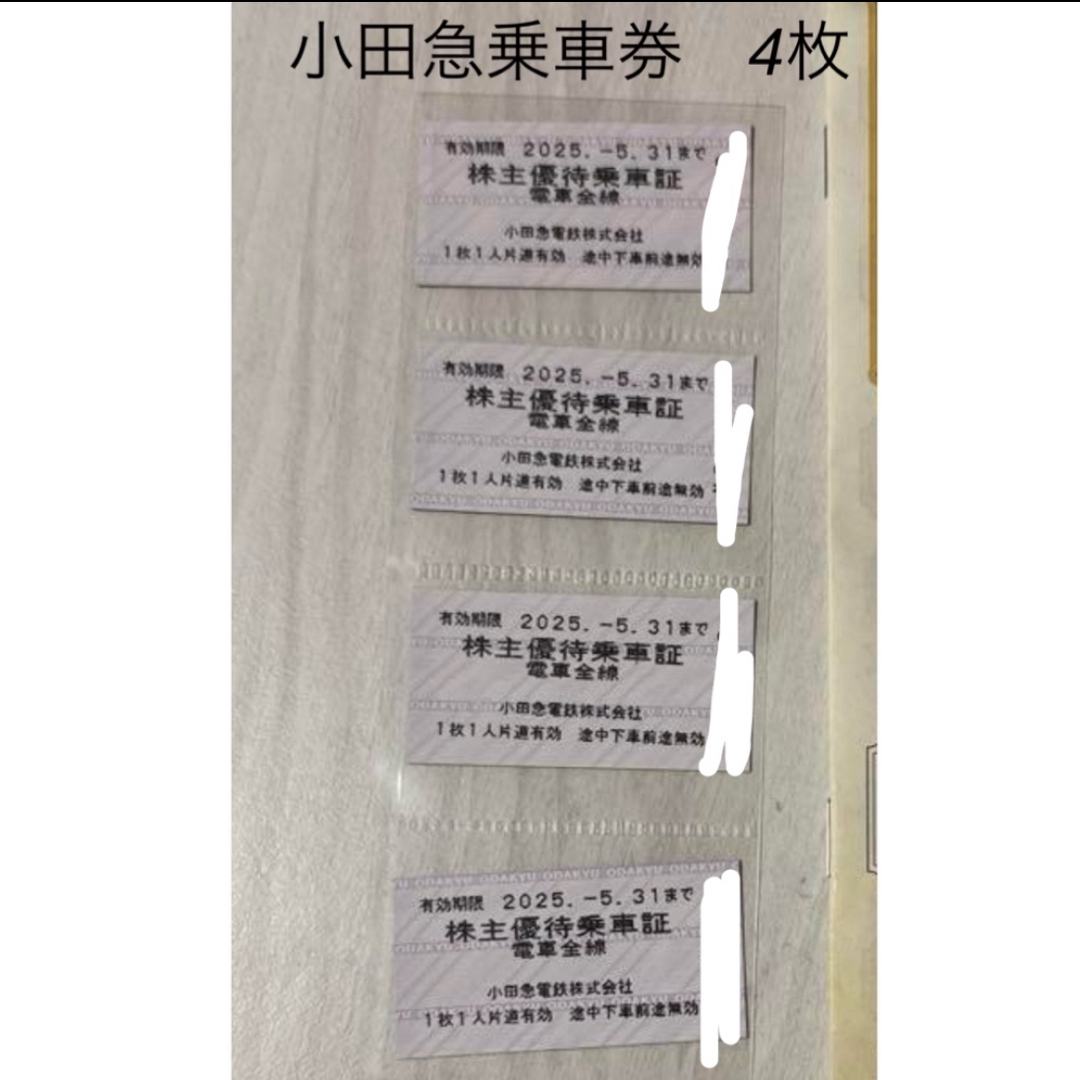 小田急乗車券　4枚
有効期限　2025.-5.31まで
株主優待乗車証
電車全線
小田急電鉄株式会社
1枚1人片道有効　途中下車前途無効
有効期限　2025.-5.31まで
株主優待乗車証
電車全線
小田急電鉄株式会社
1枚1人片道有効　途中下車前途無効
有効期限　2025.-5.31まで
株主優待乗車証
電車全線
小田急電鉄株式会社
1枚1人片道有効　途中下車前途無効
有効期限　2025.-5.31まで
株主優待乗車証
電車全線
小田急電鉄株式会社
1枚1人片道有効　途中下車前途無効